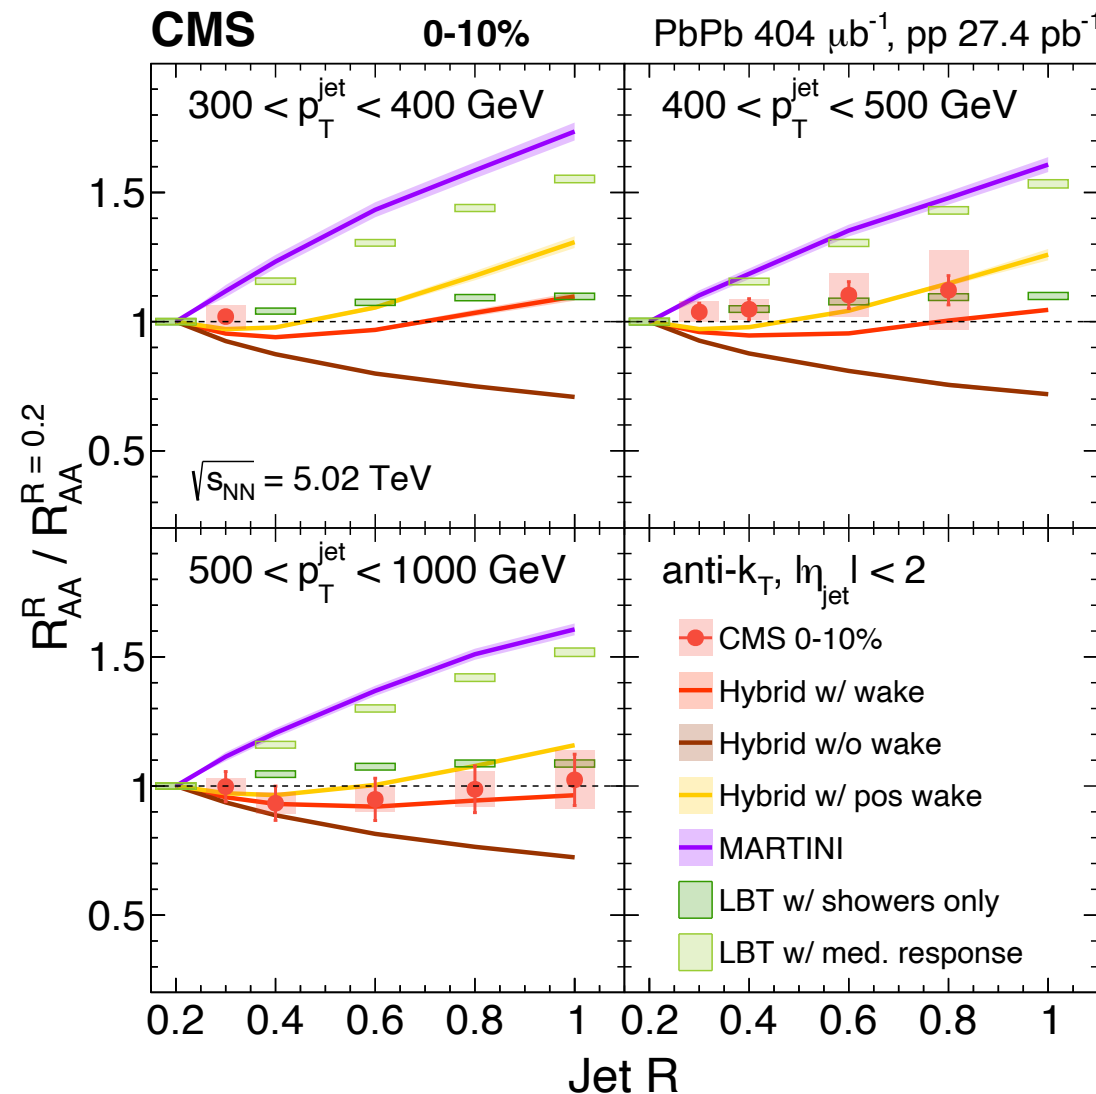 CMS 0-10% PbPb 404 μb⁻¹, pp 27.4 pb⁻¹
300 < p_T^jet < 400 GeV
400 < p_T^jet < 500 GeV
1.5
1
0.5
√s_NN = 5.02 TeV
R_AA^R / R_AA^R = 0.2
500 < p_T^jet < 1000 GeV
anti-k_T, |η_jet| < 2
CMS 0-10%
Hybrid w/ wake
Hybrid w/o wake
Hybrid w/ pos wake
MARTINI
LBT w/ showers only
LBT w/ med. response
1.5
1
0.5
0.2 0.4 0.6 0.8 1 0.2 0.4 0.6 0.8 1
Jet R